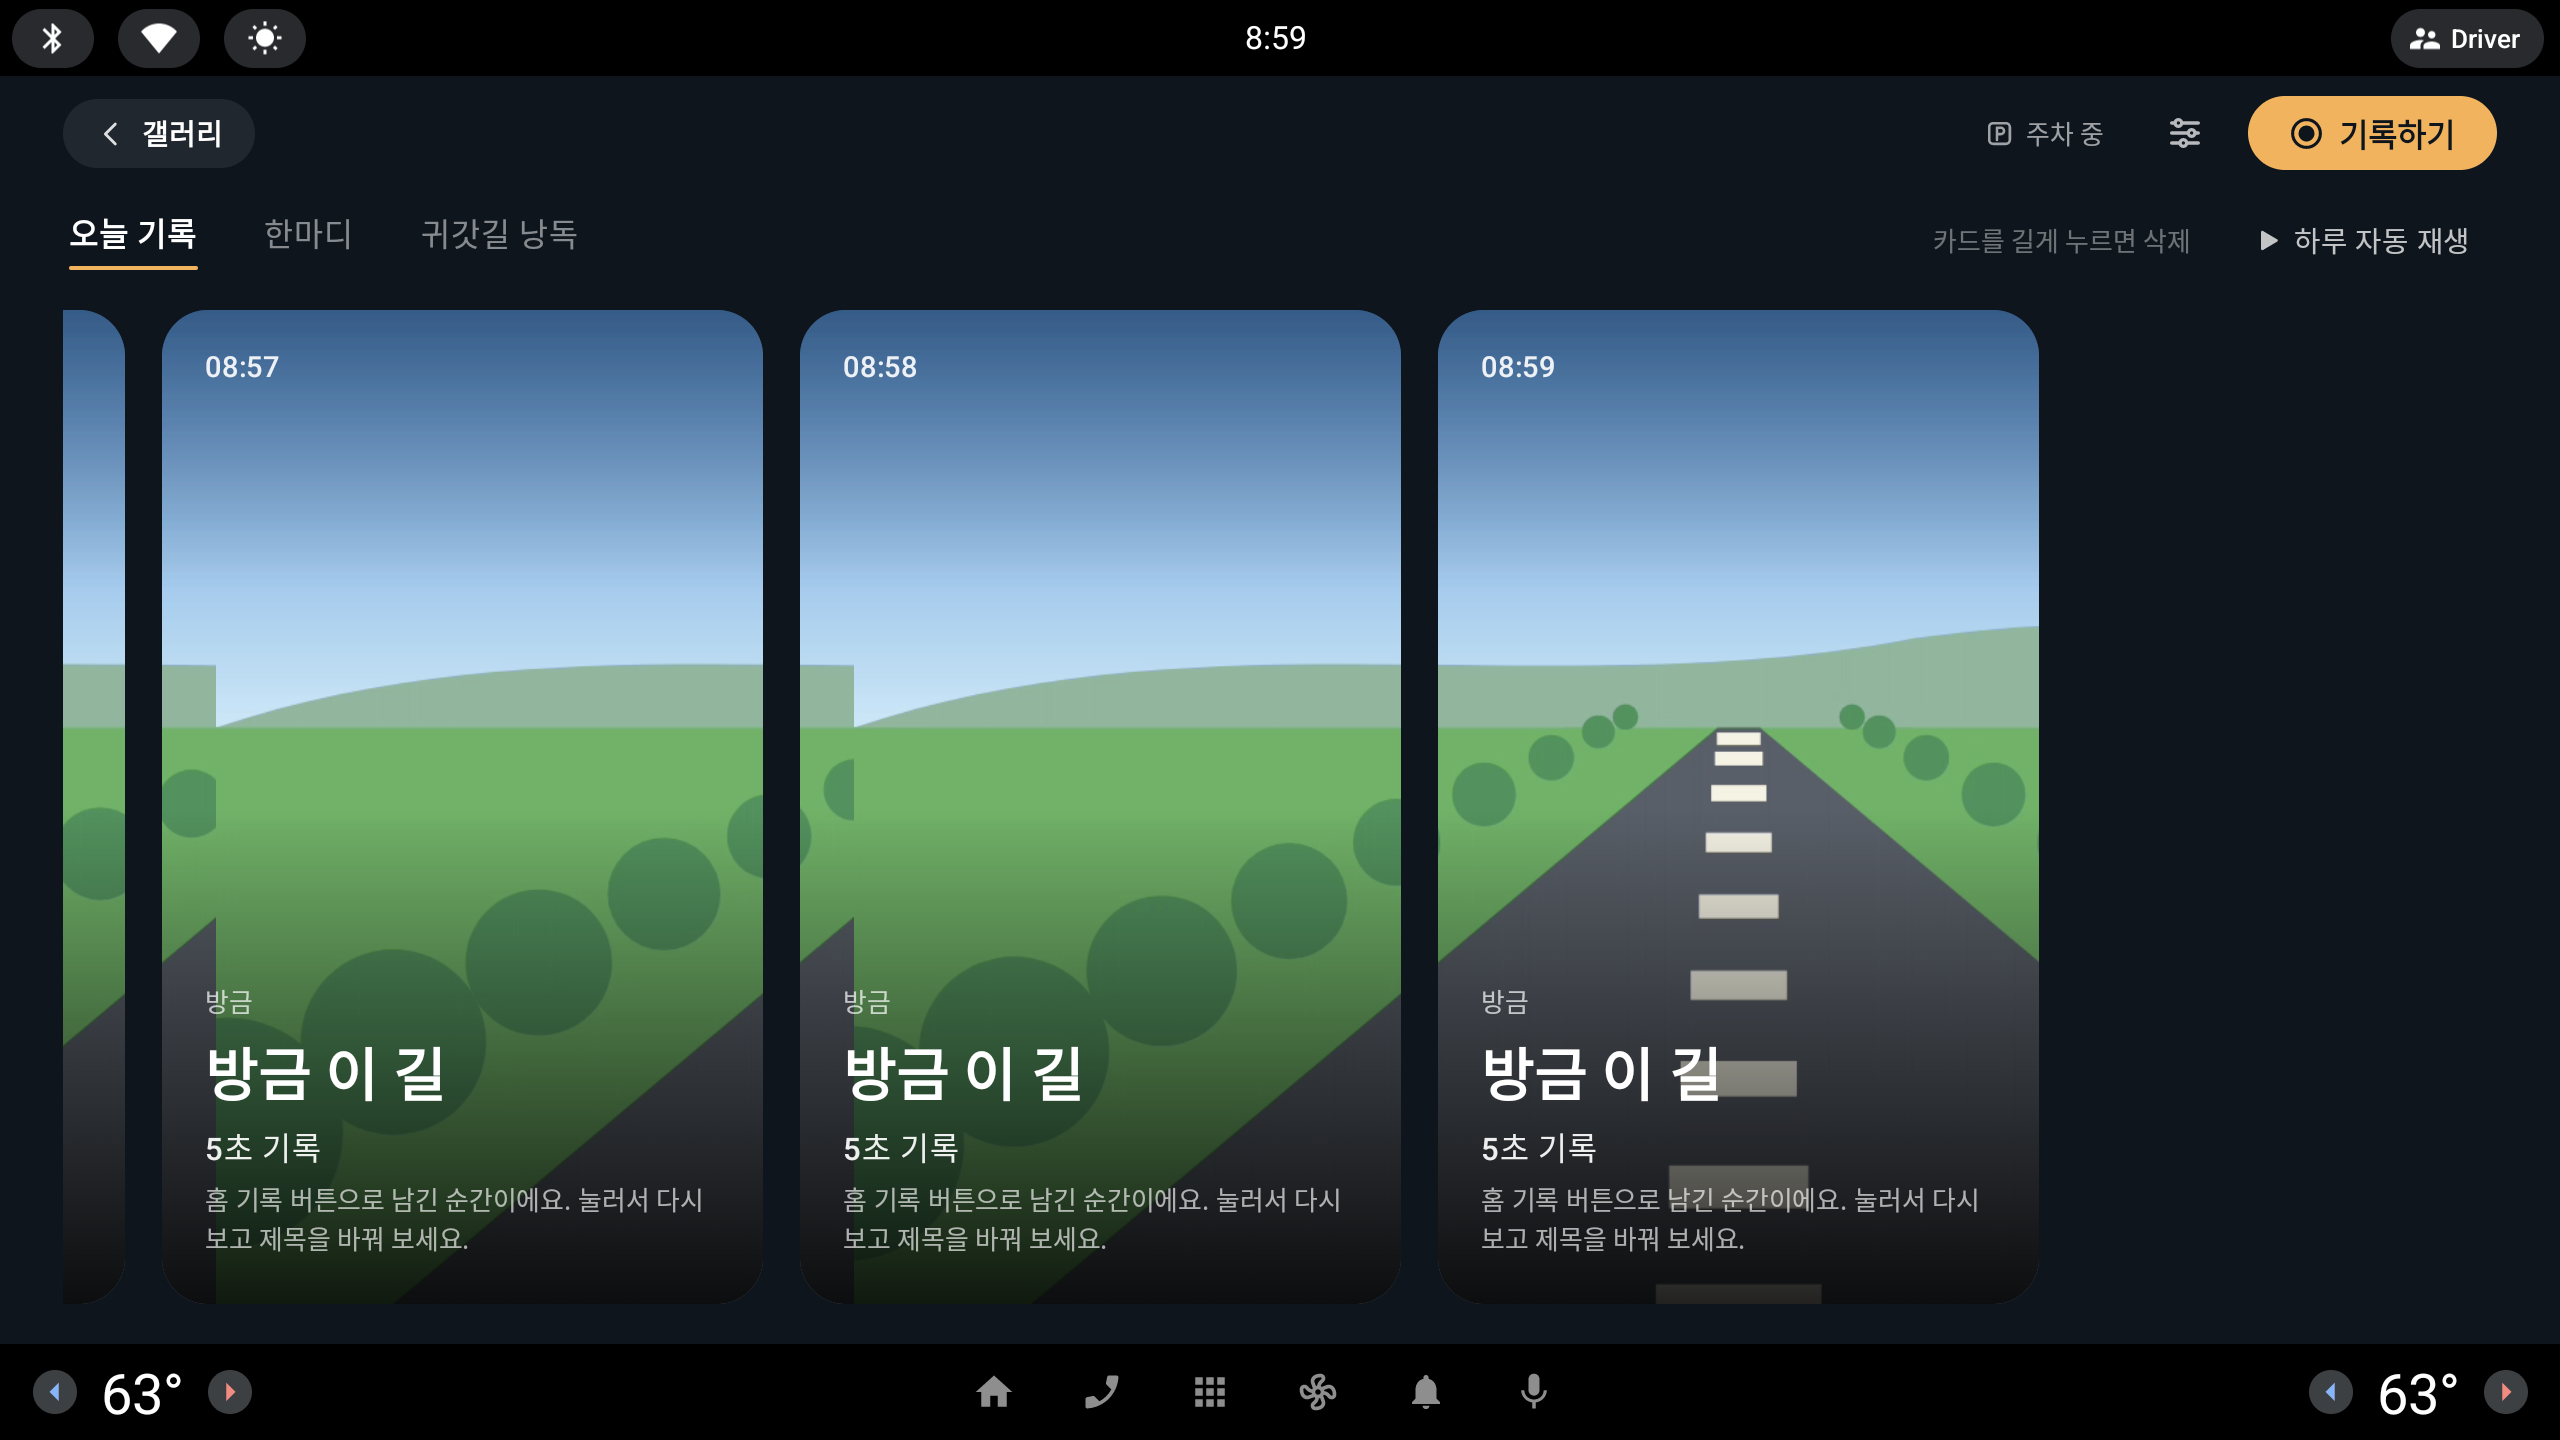 8:59
Driver
갤러리
주차 중
기록하기
오늘 기록
한마디
귀갓길 낭독
카드를 길게 누르면 삭제
하루 자동 재생
08:57
방금
방금 이 길
5초 기록
홈 기록 버튼으로 남긴 순간이에요. 눌러서 다시
보고 제목을 바꿔 보세요.
08:58
방금
방금 이 길
5초 기록
홈 기록 버튼으로 남긴 순간이에요. 눌러서 다시
보고 제목을 바꿔 보세요.
08:59
방금
방금 이 길
5초 기록
홈 기록 버튼으로 남긴 순간이에요. 눌러서 다시
보고 제목을 바꿔 보세요.
63°
63°